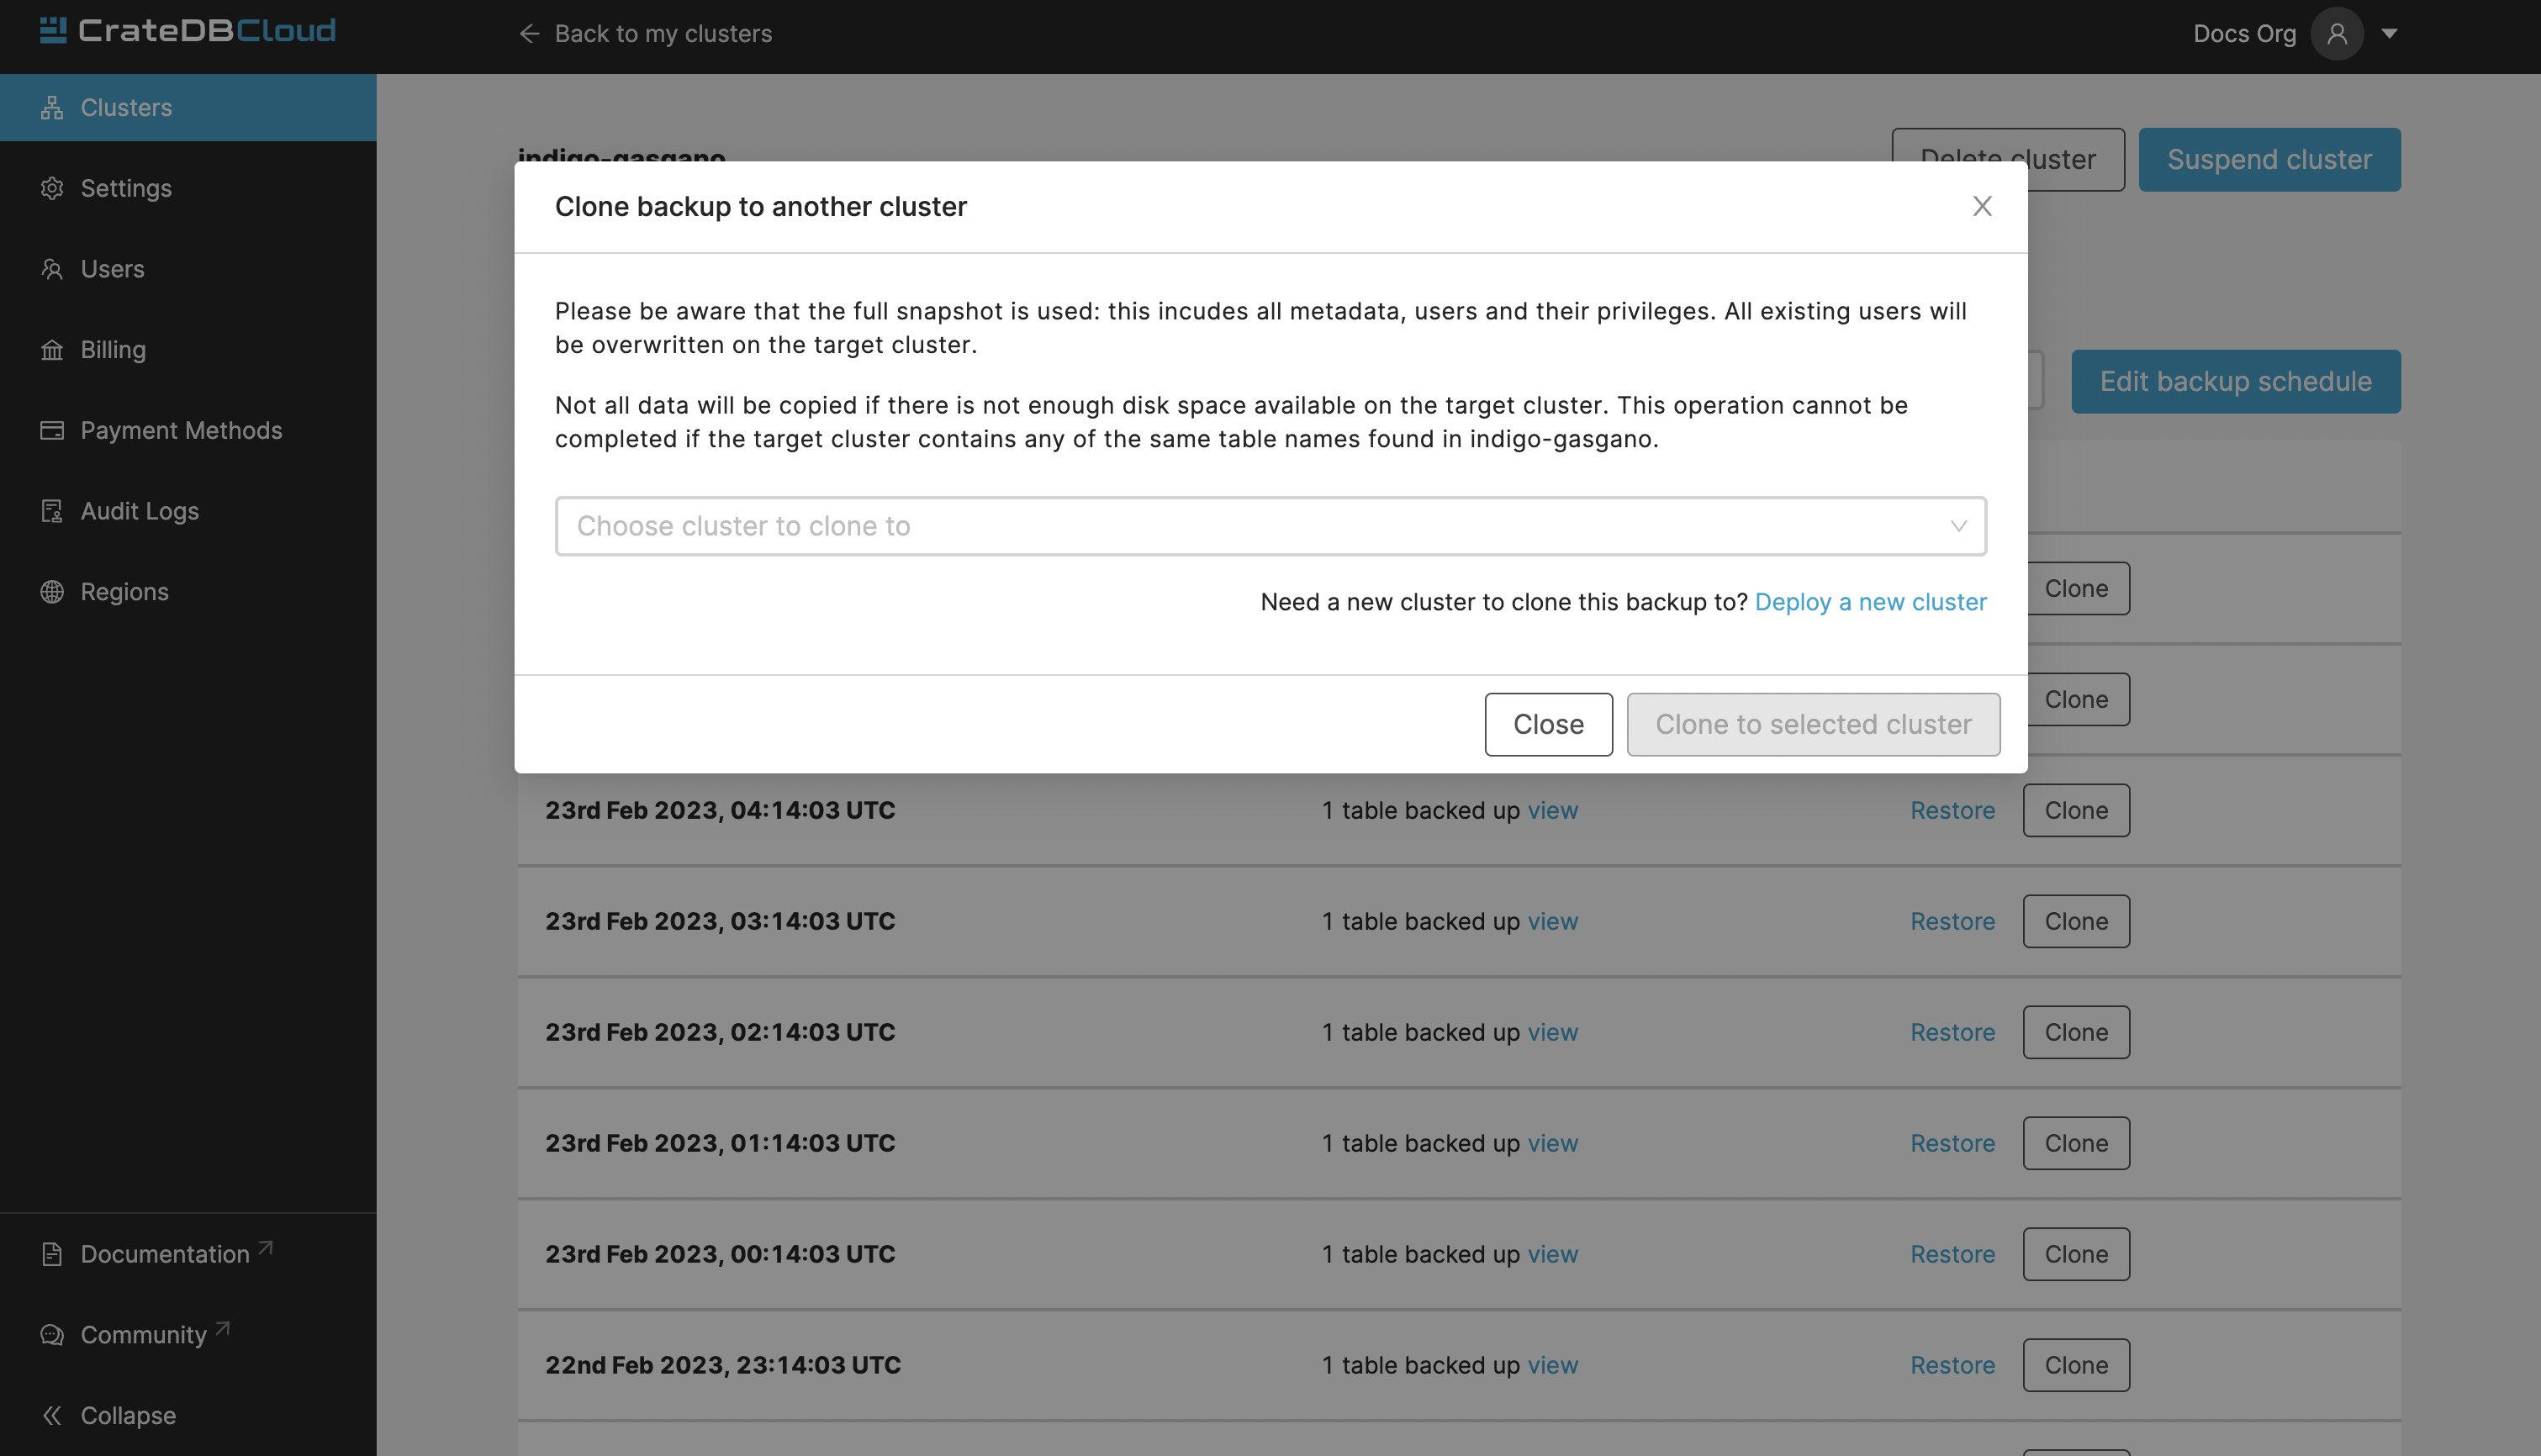 CrateDBCloud
Back to my clusters
Docs Org
Clusters
Settings
Users
Billing
Payment Methods
Audit Logs
Regions
Documentation
Community
Collapse
indigo-gasgano
Delete cluster
Suspend cluster
Edit backup schedule
Clone backup to another cluster
Please be aware that the full snapshot is used: this incudes all metadata, users and their privileges. All existing users will
be overwritten on the target cluster.
Not all data will be copied if there is not enough disk space available on the target cluster. This operation cannot be
completed if the target cluster contains any of the same table names found in indigo-gasgano.
Choose cluster to clone to
Need a new cluster to clone this backup to? Deploy a new cluster
Close
Clone to selected cluster
Clone
Clone
23rd Feb 2023, 04:14:03 UTC 1 table backed up view Restore Clone
23rd Feb 2023, 03:14:03 UTC 1 table backed up view Restore Clone
23rd Feb 2023, 02:14:03 UTC 1 table backed up view Restore Clone
23rd Feb 2023, 01:14:03 UTC 1 table backed up view Restore Clone
23rd Feb 2023, 00:14:03 UTC 1 table backed up view Restore Clone
22nd Feb 2023, 23:14:03 UTC 1 table backed up view Restore Clone